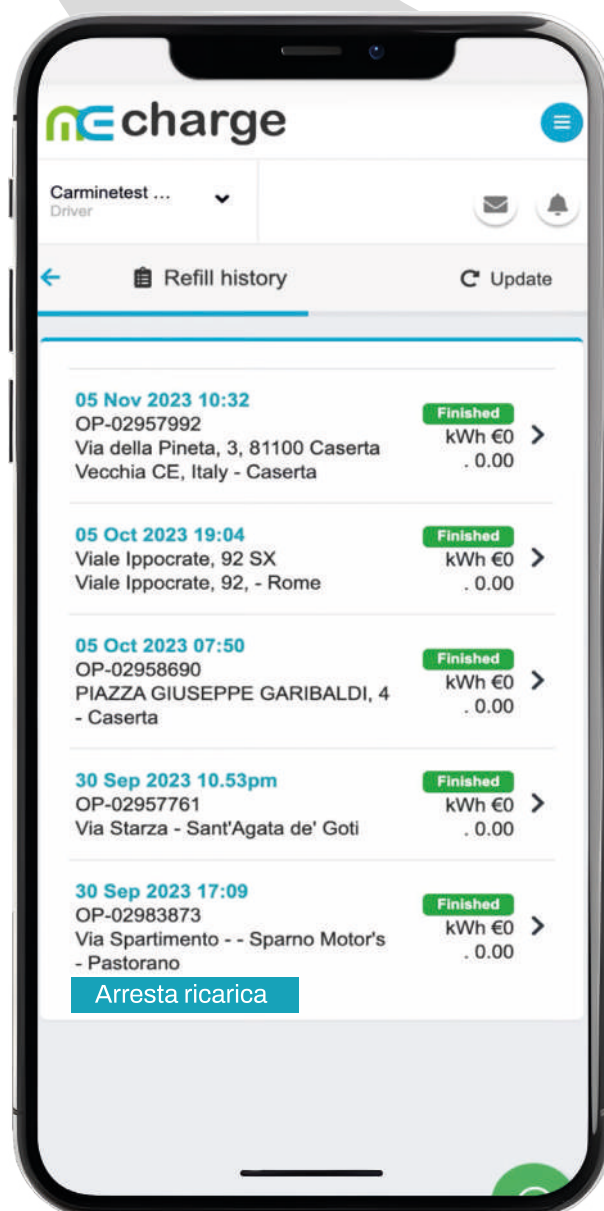 mecharge
Carminetest ...
Driver
Refill history
Update
05 Nov 2023 10:32
OP-02957992
Via della Pineta, 3, 81100 Caserta
Vecchia CE, Italy - Caserta
Finished
kWh €0
. 0.00
05 Oct 2023 19:04
Viale Ippocrate, 92 SX
Viale Ippocrate, 92, - Rome
Finished
kWh €0
. 0.00
05 Oct 2023 07:50
OP-02958690
PIAZZA GIUSEPPE GARIBALDI, 4
- Caserta
Finished
kWh €0
. 0.00
30 Sep 2023 10.53pm
OP-02957761
Via Starza - Sant'Agata de' Goti
Finished
kWh €0
. 0.00
30 Sep 2023 17:09
OP-02983873
Via Spartimento - - Sparno Motor's
- Pastorano
Finished
kWh €0
. 0.00
Arresta ricarica